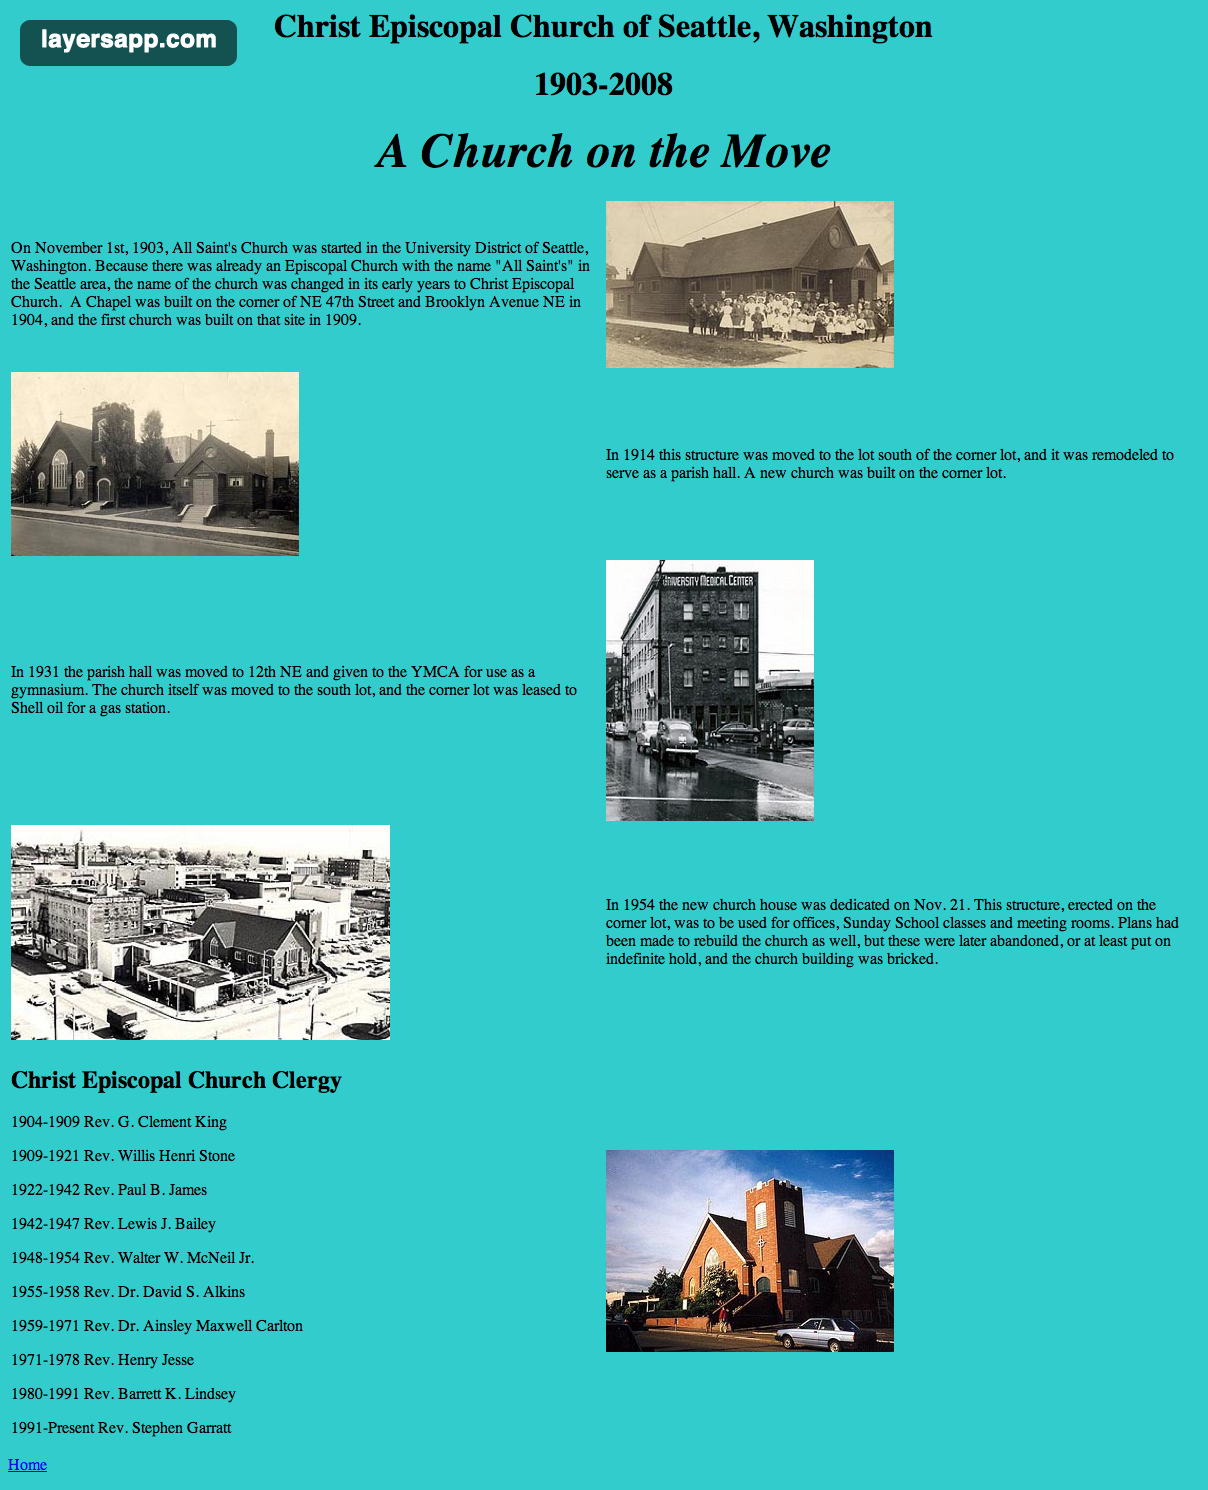 layersapp.com
Christ Episcopal Church of Seattle, Washington
1903-2008
A Church on the Move
On November 1st, 1903, All Saint's Church was started in the University District of Seattle,
Washington. Because there was already an Episcopal Church with the name "All Saint's" in
the Seattle area, the name of the church was changed in its early years to Christ Episcopal
Church.  A Chapel was built on the corner of NE 47th Street and Brooklyn Avenue NE in
1904, and the first church was built on that site in 1909.
In 1914 this structure was moved to the lot south of the corner lot, and it was remodeled to
serve as a parish hall. A new church was built on the corner lot.
UNIVERSITY MEDICAL CENTER
In 1931 the parish hall was moved to 12th NE and given to the YMCA for use as a
gymnasium. The church itself was moved to the south lot, and the corner lot was leased to
Shell oil for a gas station.
In 1954 the new church house was dedicated on Nov. 21. This structure, erected on the
corner lot, was to be used for offices, Sunday School classes and meeting rooms. Plans had
been made to rebuild the church as well, but these were later abandoned, or at least put on
indefinite hold, and the church building was bricked.
Christ Episcopal Church Clergy
1904-1909 Rev. G. Clement King
1909-1921 Rev. Willis Henri Stone
1922-1942 Rev. Paul B. James
1942-1947 Rev. Lewis J. Bailey
1948-1954 Rev. Walter W. McNeil Jr.
1955-1958 Rev. Dr. David S. Alkins
1959-1971 Rev. Dr. Ainsley Maxwell Carlton
1971-1978 Rev. Henry Jesse
1980-1991 Rev. Barrett K. Lindsey
1991-Present Rev. Stephen Garratt
Home